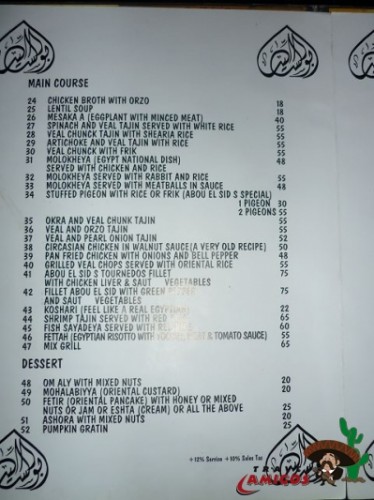 ابو السيد
MAIN COURSE
24 CHICKEN BROTH WITH ORZO 18
25 LENTIL SOUP 18
26 MESAKA A (EGGPLANT WITH MINCED MEAT) 40
27 SPINACH AND VEAL TAJIN SERVED WITH WHITE RICE 55
28 VEAL CHUNCK TAJIN WITH SHEARIA RICE 55
29 ARTICHOKE AND VEAL TAJIN WITH RICE 55
30 VEAL CHUNCK WITH FRIK 55
31 MOLOKHEYA (EGYPT NATIONAL DISH) 48
SERVED WITH CHICKEN AND RICE
32 MOLOKHEYA SERVED WITH RABBIT AND RICE 55
33 MOLOKHEYA SERVED WITH MEATBALLS IN SAUCE 48
34 STUFFED PIGEON WITH RICE OR FRIK (ABOU EL SID S SPECIAL)
1 PIGEON 30
2 PIGEONS 55
35 OKRA AND VEAL CHUNK TAJIN 55
36 VEAL AND ORZO TAJIN 55
37 VEAL AND PEARL ONION TAJIN 52
38 CIRCASIAN CHICKEN IN WALNUT SAUCE(A VERY OLD RECIPE) 50
39 PAN FRIED CHICKEN WITH ONIONS AND BELL PEPPER 48
40 GRILLED VEAL CHOPS SERVED WITH ORIENTAL RICE 55
41 ABOU EL SID S TOURNEDOS FILLET 75
WITH CHICKEN LIVER & SAUT VEGETABLES
42 FILLET ABOU EL SID WITH GREEN 75
AND SAUT VEGETABLES
43 KOSHARI (FEEL LIKE A REAL 22
44 SHRIMP TAJIN SERVED WITH RED 65
45 FISH SAYADEYA SERVED WITH 60
46 FETTAH (EGYPTIAN RISOTTO WITH & TOMATO SAUCE) 55
47 MIX GRILL 65
DESSERT
48 OM ALY WITH MIXED NUTS 20
49 MOHALABIYYA (ORIENTAL CUSTARD) 20
50 FETIR (ORIENTAL PANCAKE) WITH HONEY OR MIXED
NUTS OR JAM OR ESHTA (CREAM) OR ALL THE ABOVE 25
51 ASHORA WITH MIXED NUTS 20
52 PUMPKIN GRATIN 25
+12% Service +10% Sales Tax
TRAVEL
AMIGOS